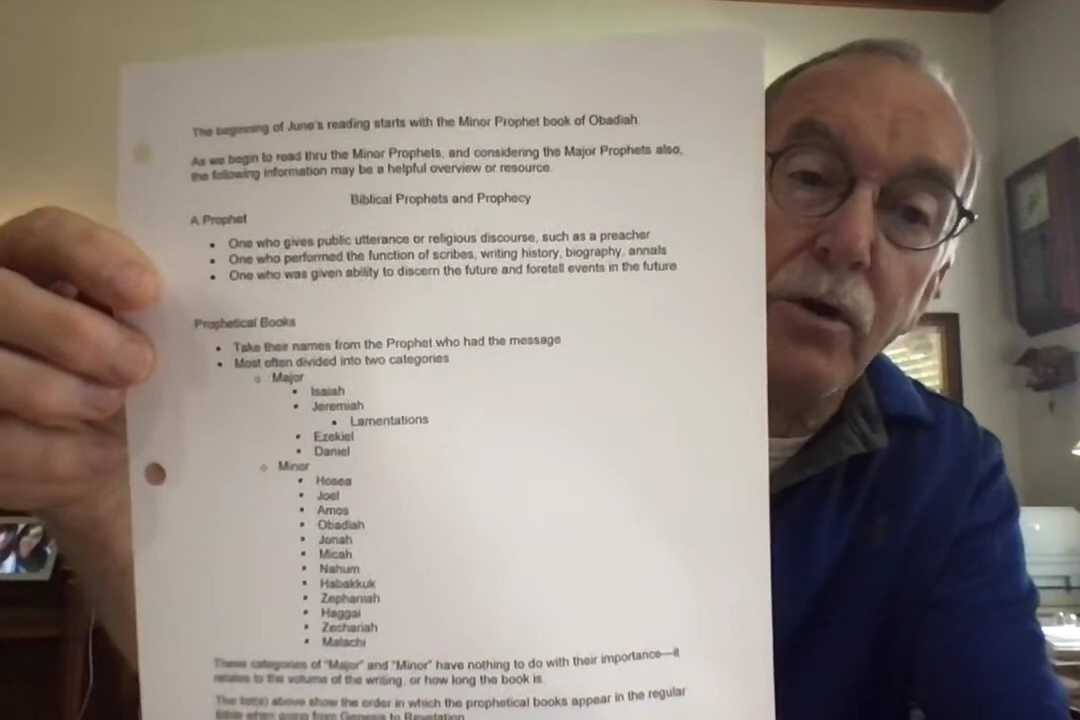 The beginning of June's reading starts with the Minor Prophet book of Obadiah.
As we begin to read thru the Minor Prophets, and considering the Major Prophets also,
the following information may be a helpful overview or resource.
Biblical Prophets and Prophecy
A Prophet
• One who gives public utterance or religious discourse, such as a preacher
• One who performed the function of scribes, writing history, biography, annals
• One who was given ability to discern the future and foretell events in the future
Prophetical Books
• Take their names from the Prophet who had the message
• Most often divided into two categories
○ Major
▪ Isaiah
▪ Jeremiah
• Lamentations
▪ Ezekiel
▪ Daniel
○ Minor
▪ Hosea
▪ Joel
▪ Amos
▪ Obadiah
▪ Jonah
▪ Micah
▪ Nahum
▪ Habakkuk
▪ Zephaniah
▪ Haggai
▪ Zechariah
▪ Malachi
These categories of "Major" and "Minor" have nothing to do with their importance—it
relates to the volume of the writing, or how long the book is.
The list(s) above show the order in which the prophetical books appear in the regular
Bible when going from Genesis to Revelation